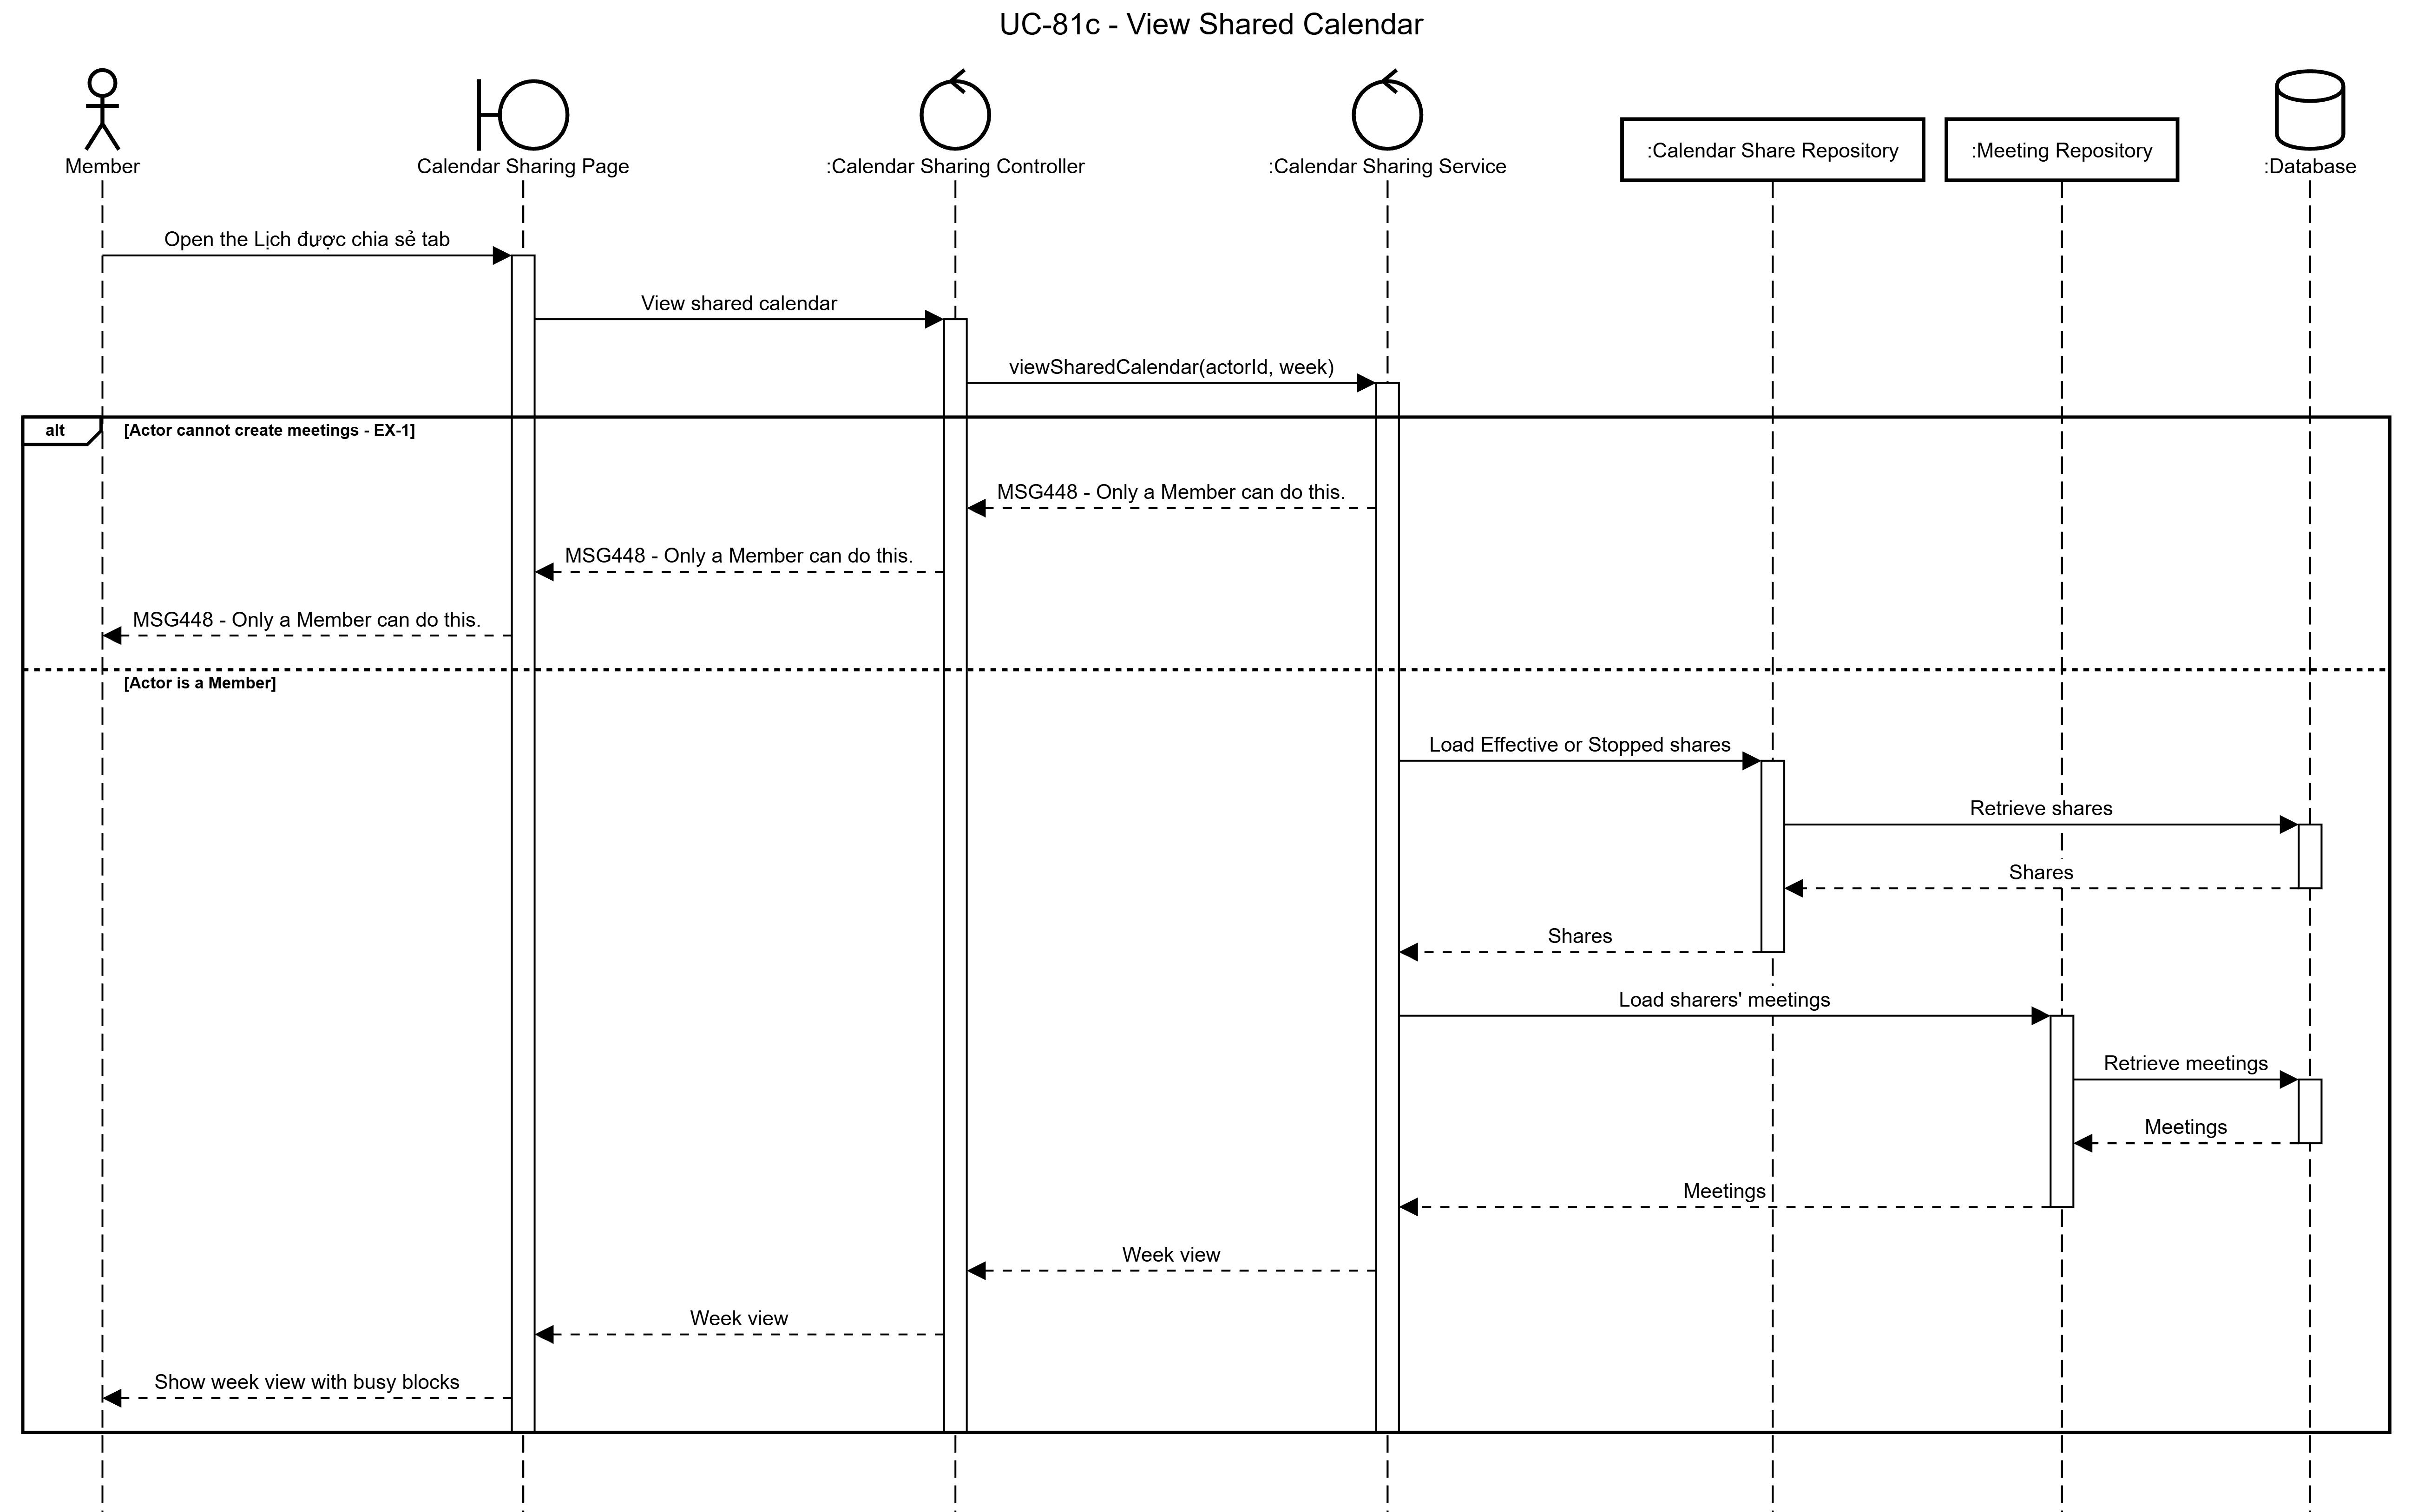 UC-81c - View Shared Calendar
Member
Calendar Sharing Page
:Calendar Sharing Controller
:Calendar Sharing Service
:Calendar Share Repository
:Meeting Repository
:Database
Open the Lịch được chia sẻ tab
View shared calendar
viewSharedCalendar(actorId, week)
alt
[Actor cannot create meetings - EX-1]
MSG448 - Only a Member can do this.
MSG448 - Only a Member can do this.
MSG448 - Only a Member can do this.
[Actor is a Member]
Load Effective or Stopped shares
Retrieve shares
Shares
Shares
Load sharers' meetings
Retrieve meetings
Meetings
Meetings
Week view
Week view
Show week view with busy blocks